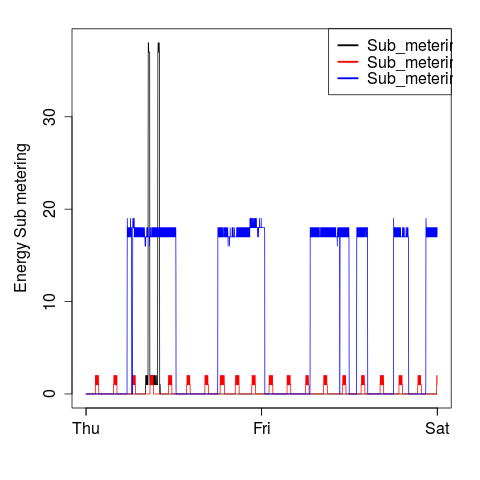 Sub_meterin
Sub_meterin
Sub_meterin
Energy Sub metering
30
20
10
0
Thu Fri Sat